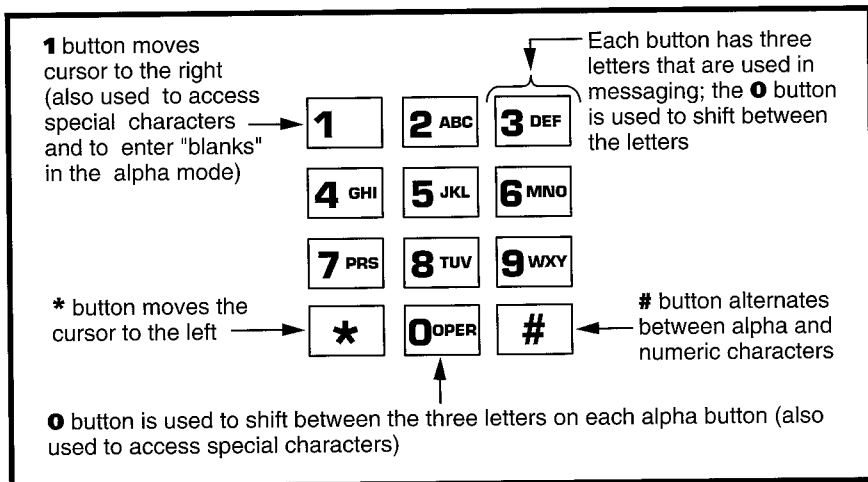 1 button moves
cursor to the right
(also used to access
special characters
and to enter "blanks"
in the alpha mode)
Each button has three
letters that are used in
messaging; the 0 button
is used to shift between
the letters
1
2 ABC
3 DEF
4 GHI
5 JKL
6 MNO
7 PRS
8 TUV
9 WXY
* button moves the
cursor to the left
*
0 OPER
#
# button alternates
between alpha and
numeric characters
0 button is used to shift between the three letters on each alpha button (also
used to access special characters)